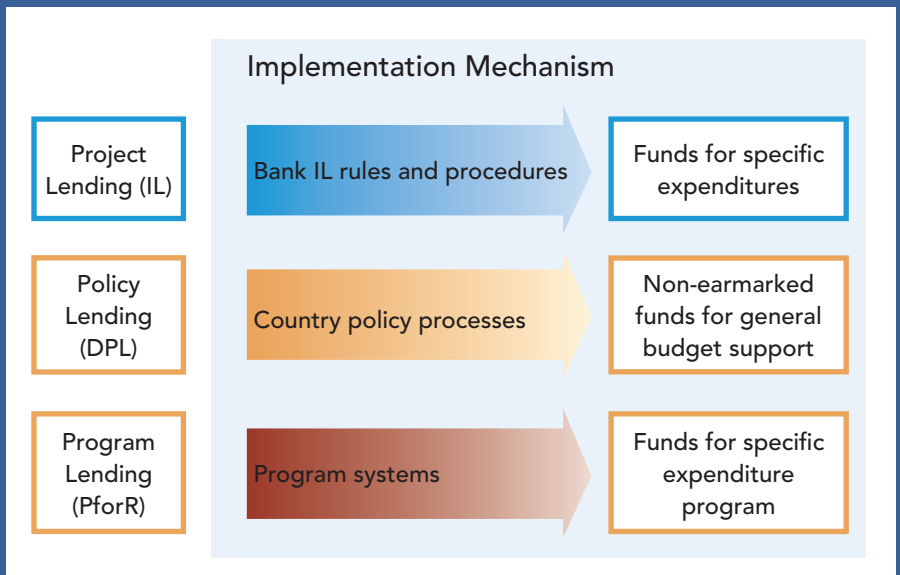 Implementation Mechanism
Project
Lending (IL)
Bank IL rules and procedures
Funds for specific
expenditures
Policy
Lending
(DPL)
Country policy processes
Non-earmarked
funds for general
budget support
Program
Lending
(PforR)
Program systems
Funds for specific
expenditure
program